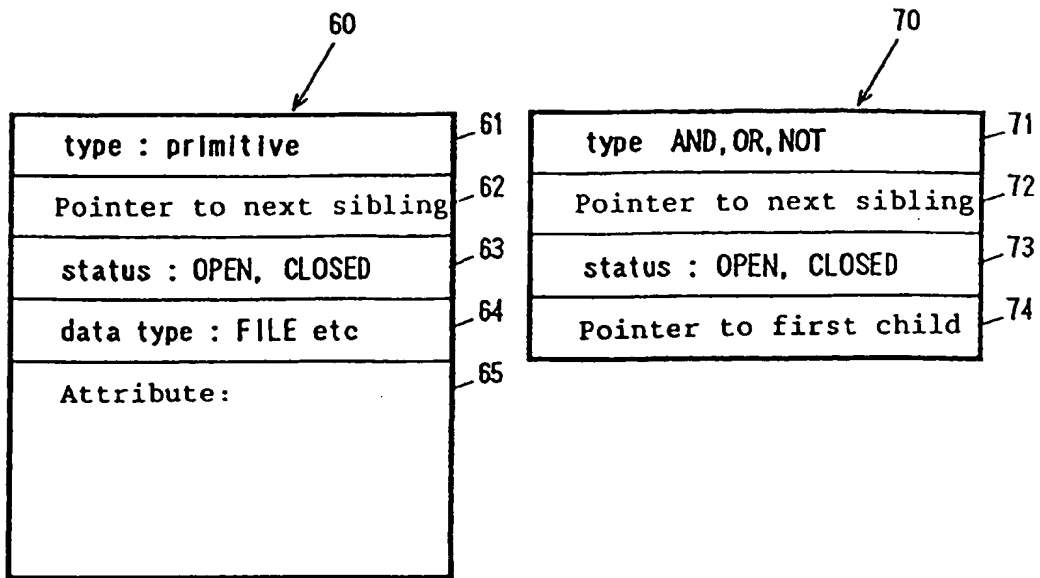 60
type : primitive 61
Pointer to next sibling 62
status : OPEN, CLOSED 63
data type : FILE etc 64
Attribute: 65
70
type AND, OR, NOT 71
Pointer to next sibling 72
status : OPEN, CLOSED 73
Pointer to first child 74